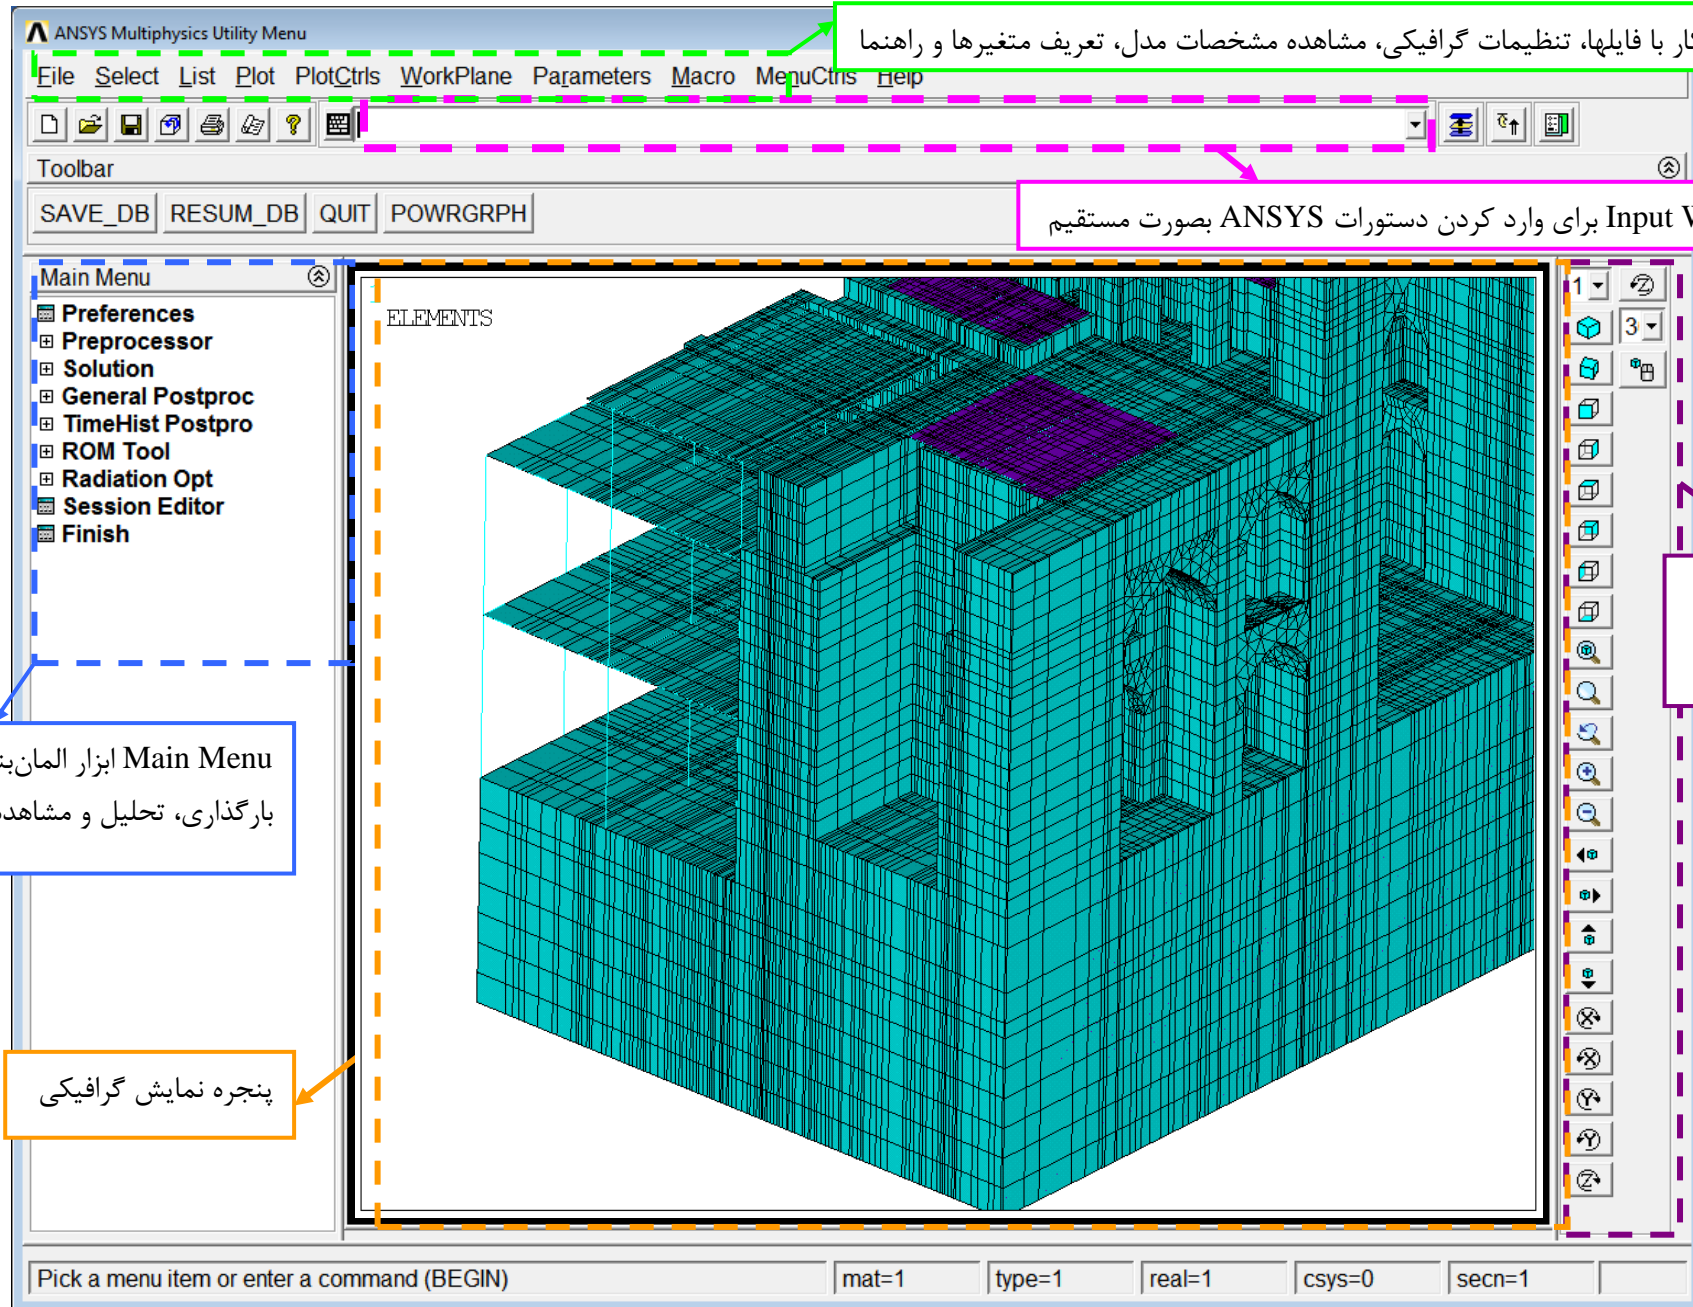 ANSYS Multiphysics Utility Menu
کار با فایلها، تنظیمات گرافیکی، مشاهده مشخصات مدل، تعریف متغیرها و راهنما
File Select List Plot PlotCtrls WorkPlane Parameters Macro MenuCtrls Help
Toolbar
SAVE_DB RESUM_DB QUIT POWRGRPH
Input برای وارد کردن دستورات ANSYS بصورت مستقیم
Main Menu
Preferences
Preprocessor
Solution
General Postproc
TimeHist Postpro
ROM Tool
Radiation Opt
Session Editor
Finish
ELEMENTS
1
3
Main Menu ابزار
بارگذاری، تحلیل و
پنجره نمایش گرافیکی
Pick a menu item or enter a command (BEGIN) mat=1 type=1 real=1 csys=0 secn=1